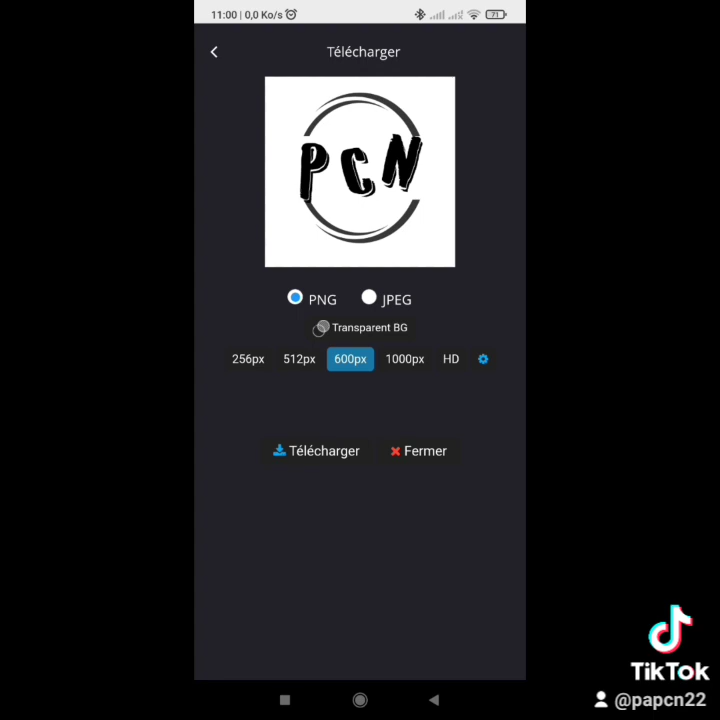 11:00 | 0,0 Ko/s
71
Télécharger
PCN
PNG JPEG
Transparent BG
256px 512px 600px 1000px HD
Télécharger Fermer
TikTok
@papcn22